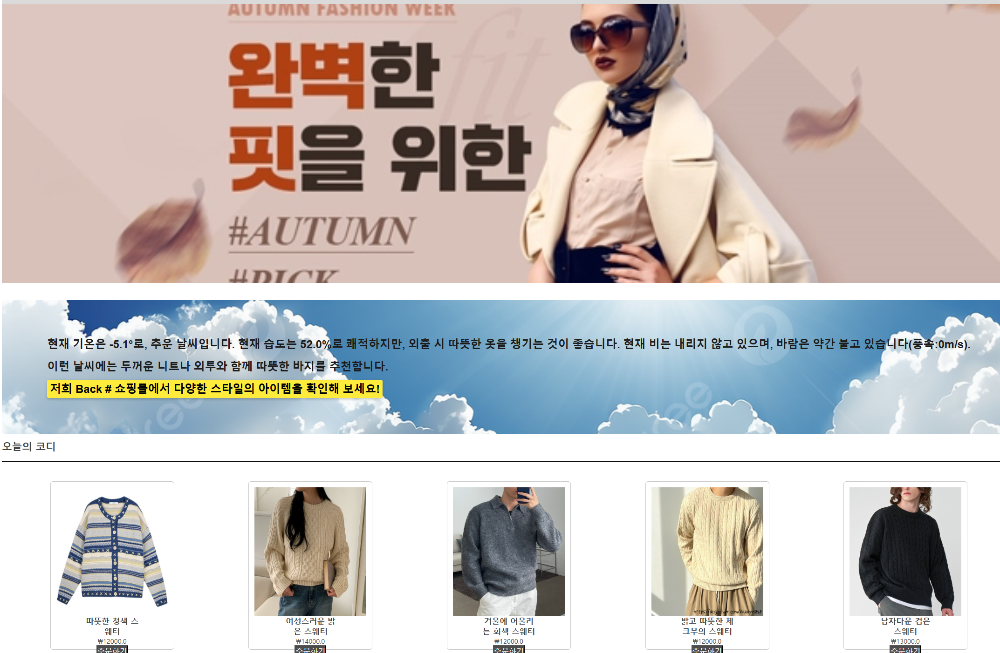 AUTUMN FASHION WEEK
fit
완벽한
핏을 위한
#AUTUMN
#PICK
현재 기온은 -5.1°로, 추운 날씨입니다. 현재 습도는 52.0%로 쾌적하지만, 외출 시 따뜻한 옷을 챙기는 것이 좋습니다. 현재 비는 내리지 않고 있으며, 바람은 약간 불고 있습니다(풍속:0m/s).
이런 날씨에는 두꺼운 니트나 외투와 함께 따뜻한 바지를 추천합니다.
저희 Back # 쇼핑몰에서 다양한 스타일의 아이템을 확인해 보세요!
오늘의 코디
https://blog.naver.com/kkuuhhs828
따뜻한 청색 스
웨터
₩12000.0
주문하기
여성스러운 밝
은 스웨터
₩14000.0
주문하기
겨울에 어울리
는 회색 스웨터
₩12000.0
주문하기
밝고 따뜻한 체
크무의 스웨터
₩12000.0
주문하기
남자다운 검은
스웨터
₩13000.0
주문하기